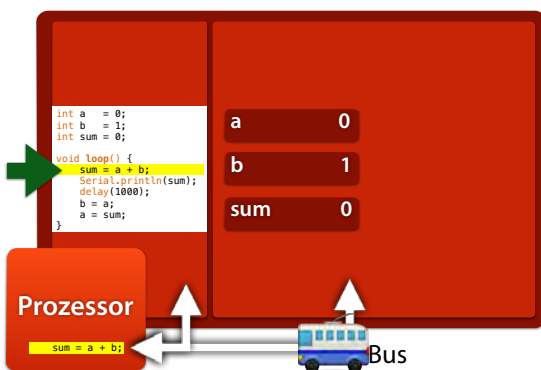 int a   = 0;
int b   = 1;
int sum = 0;
void loop() {
sum = a + b;
Serial.println(sum);
delay(1000);
b = a;
a = sum;
}
a 0
b 1
sum 0
Prozessor
sum = a + b;
Bus